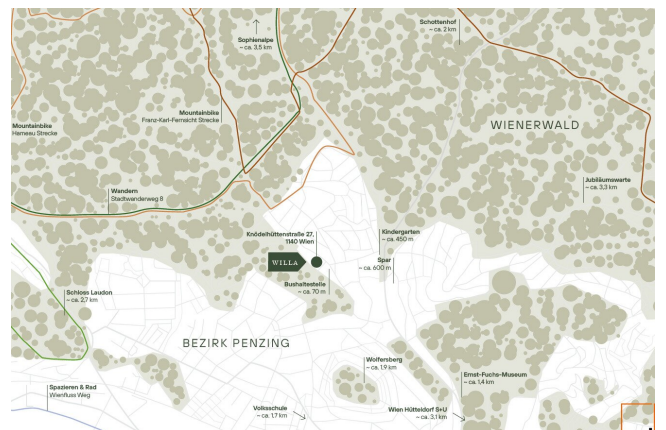 Schottenhof
– ca. 2 km
Sophienalpe
– ca. 3,5 km
Mountainbike
Franz-Karl-Fernsicht Strecke
Mountainbike
Hameau Strecke
WIENERWALD
Jubiläumswarte
– ca. 3,3 km
Wandern
Stadtwanderweg 8
Knödelhüttenstraße 27,
1140 Wien
Kindergarten
– ca. 450 m
WILLA
Spar
– ca. 600 m
Bushaltestelle
– ca. 70 m
Schloss Laudon
– ca. 2,7 km
BEZIRK PENZING
Wolfersberg
– ca. 1,9 km
Ernst-Fuchs-Museum
– ca. 1,4 km
Spazieren & Rad
Wienfluss Weg
Volksschule
– ca. 1,7 km
Wien Hütteldorf S+U
– ca. 3,1 km